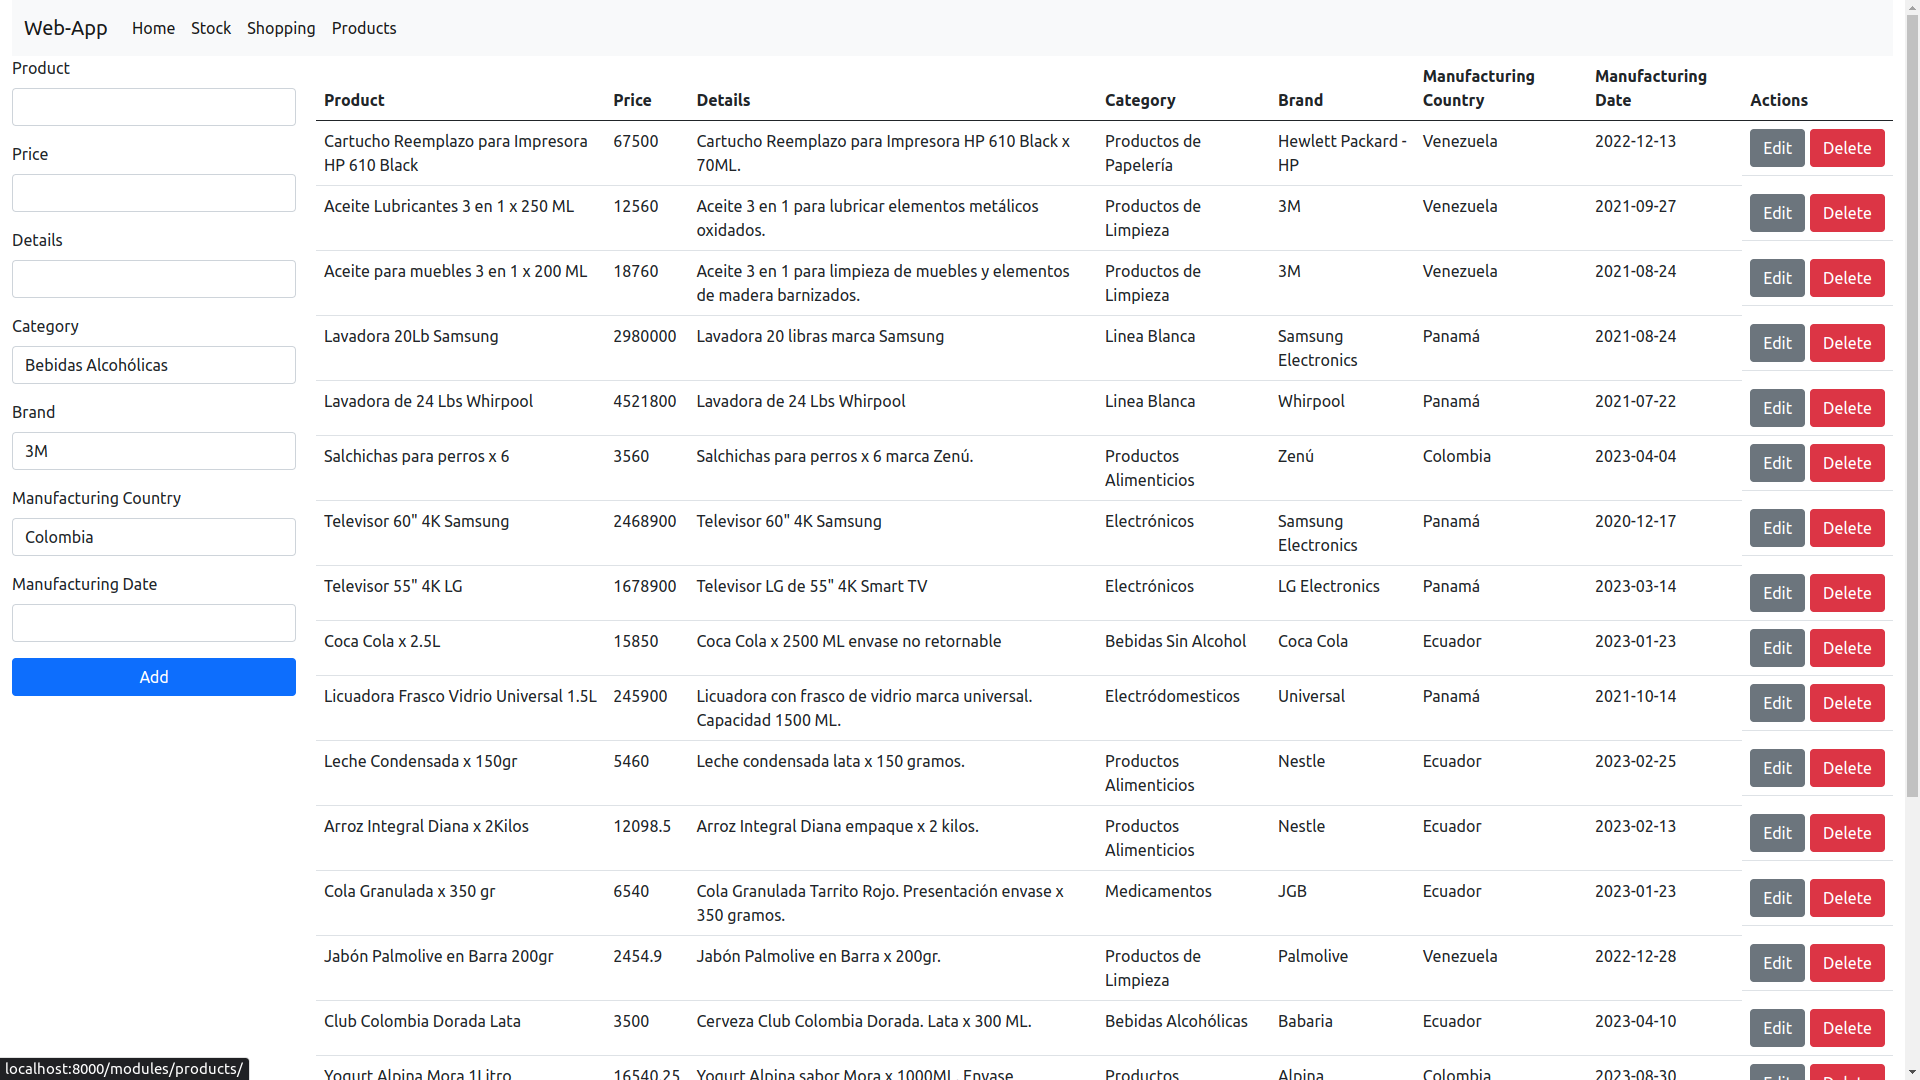 Web-App Home Stock Shopping Products
Product
Price
Details
Category
Bebidas Alcohólicas
Brand
3M
Manufacturing Country
Colombia
Manufacturing Date
Add
Product Price Details Category Brand Manufacturing Country Manufacturing Date Actions
Cartucho Reemplazo para Impresora 67500 Cartucho Reemplazo para Impresora HP 610 Black x Productos de Hewlett Packard - Venezuela 2022-12-13 Edit Delete
HP 610 Black 70ML. Papelería HP
Aceite Lubricantes 3 en 1 x 250 ML 12560 Aceite 3 en 1 para lubricar elementos metálicos Productos de 3M Venezuela 2021-09-27 Edit Delete
oxidados. Limpieza
Aceite para muebles 3 en 1 x 200 ML 18760 Aceite 3 en 1 para limpieza de muebles y elementos Productos de 3M Venezuela 2021-08-24 Edit Delete
de madera barnizados. Limpieza
Lavadora 20Lb Samsung 2980000 Lavadora 20 libras marca Samsung Linea Blanca Samsung Panamá 2021-08-24 Edit Delete
Electronics
Lavadora de 24 Lbs Whirpool 4521800 Lavadora de 24 Lbs Whirpool Linea Blanca Whirpool Panamá 2021-07-22 Edit Delete
Salchichas para perros x 6 3560 Salchichas para perros x 6 marca Zenú. Productos Zenú Colombia 2023-04-04 Edit Delete
Alimenticios
Televisor 60" 4K Samsung 2468900 Televisor 60" 4K Samsung Electrónicos Samsung Panamá 2020-12-17 Edit Delete
Electronics
Televisor 55" 4K LG 1678900 Televisor LG de 55" 4K Smart TV Electrónicos LG Electronics Panamá 2023-03-14 Edit Delete
Coca Cola x 2.5L 15850 Coca Cola x 2500 ML envase no retornable Bebidas Sin Alcohol Coca Cola Ecuador 2023-01-23 Edit Delete
Licuadora Frasco Vidrio Universal 1.5L 245900 Licuadora con frasco de vidrio marca universal. Electródomesticos Universal Panamá 2021-10-14 Edit Delete
Capacidad 1500 ML.
Leche Condensada x 150gr 5460 Leche condensada lata x 150 gramos. Productos Nestle Ecuador 2023-02-25 Edit Delete
Alimenticios
Arroz Integral Diana x 2Kilos 12098.5 Arroz Integral Diana empaque x 2 kilos. Productos Nestle Ecuador 2023-02-13 Edit Delete
Alimenticios
Cola Granulada x 350 gr 6540 Cola Granulada Tarrito Rojo. Presentación envase x Medicamentos JGB Ecuador 2023-01-23 Edit Delete
350 gramos.
Jabón Palmolive en Barra 200gr 2454.9 Jabón Palmolive en Barra x 200gr. Productos de Palmolive Venezuela 2022-12-28 Edit Delete
Limpieza
Club Colombia Dorada Lata 3500 Cerveza Club Colombia Dorada. Lata x 300 ML. Bebidas Alcohólicas Babaria Ecuador 2023-04-10 Edit Delete
Yogurt Alpina Mora 1Litro 16540.25 Yogurt Alpina sabor Mora x 1000ML. Envase Productos Alpina Colombia 2023-08-30 Edit Delete
localhost:8000/modules/products/